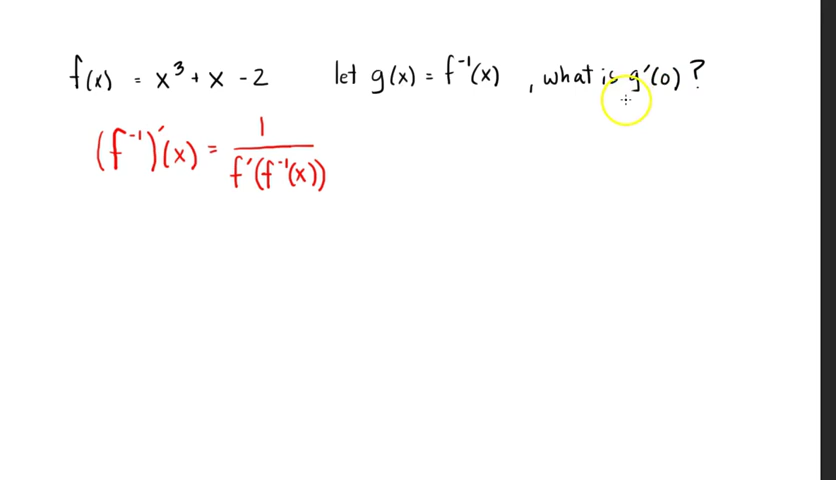 f(x) = x³ + x - 2 let g(x) = f⁻¹(x) , what is g′(0) ?
(f⁻¹)′(x) = 1 / f′(f⁻¹(x))